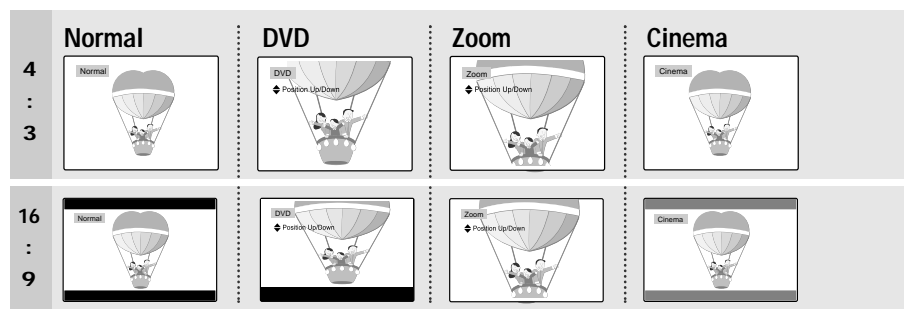 Normal DVD Zoom Cinema
4
:
3
Normal
DVD
Position Up/Down
Zoom
Position Up/Down
Cinema
16
:
9
Normal
DVD
Position Up/Down
Zoom
Position Up/Down
Cinema